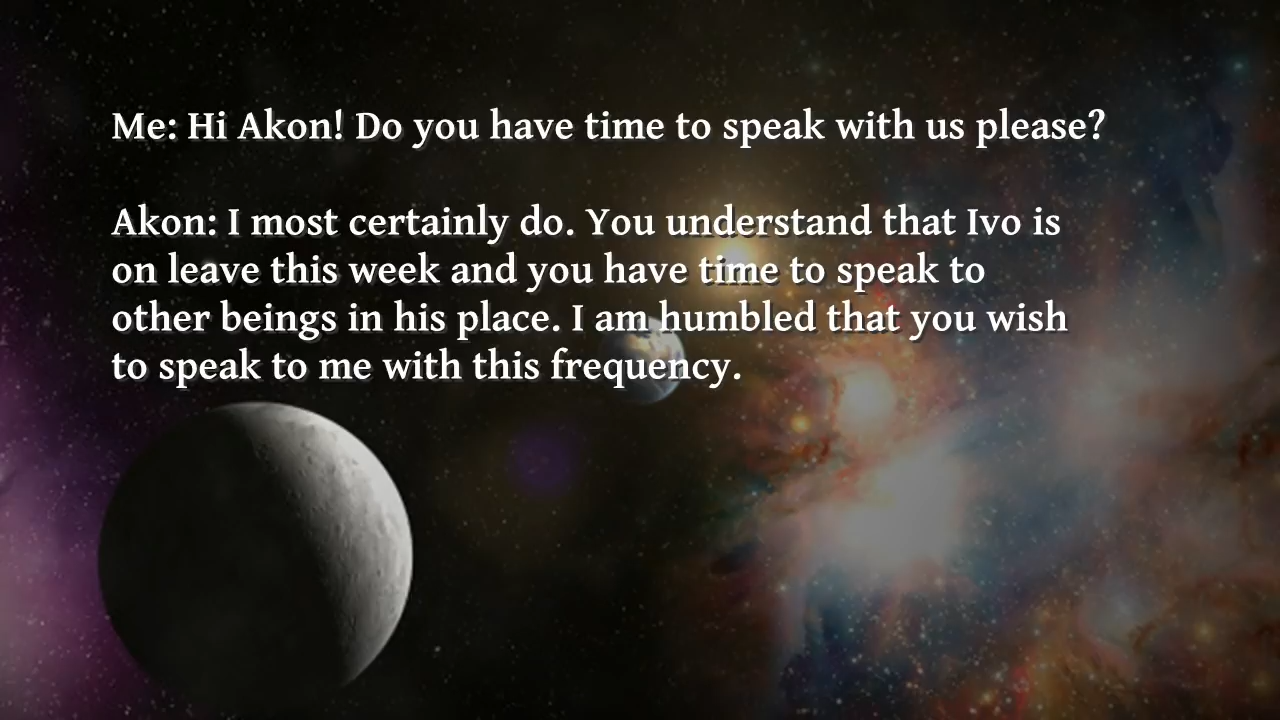 Me: Hi Akon! Do you have time to speak with us please?
Akon: I most certainly do. You understand that Ivo is
on leave this week and you have time to speak to
other beings in his place. I am humbled that you wish
to speak to me with this frequency.